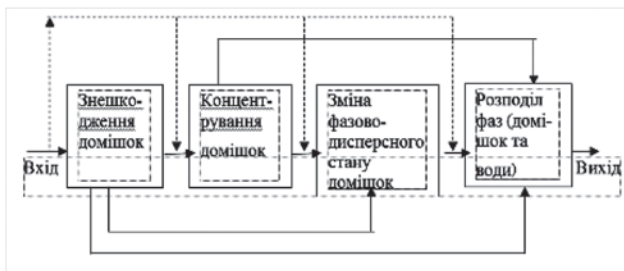 Знешко-
дження
домішок
Концент-
рування
домішок
Зміна
фазово-
дисперсного
стану
домішок
Розподіл
фаз (домі-
шок та
води)
Вхід
Вихід